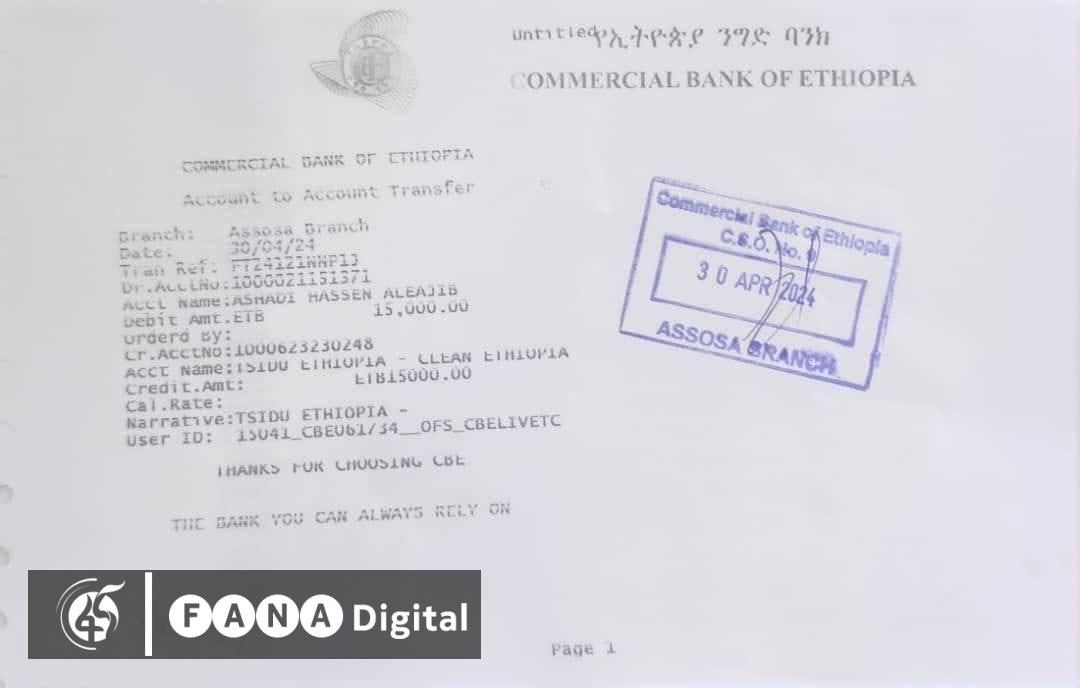 Untitled
የኢትዮጵያ ንግድ ባንክ
COMMERCIAL BANK OF ETHIOPIA
COMMERCIAL BANK OF ETHIOPIA
Account to Account Transfer
Branch: Assosa Branch
Date: 30/04/24
Tran Ref: FT24121NNP13
Dr.AcctNo:1000021151371
Acct Name:ASHADI HASSEN ALEAJIB
Debit Amt.ETB 15,000.00
Orderd By:
Cr.AcctNo:1000623230248
Acct Name:TSIDU ETHIOPIA - CLEAN ETHIOPIA
Credit.Amt: ETB15000.00
Cal.Rate:
Narrative:TSIDU ETHIOPIA -
User ID: 15041_CBE061734__OFS_CBELIVETC
THANKS FOR CHOOSING CBE
THE BANK YOU CAN ALWAYS RELY ON
Commercial Bank of Ethiopia
C.S.O. No.
30 APR 2024
ASSOSA BRANCH
FANA Digital
Page 1